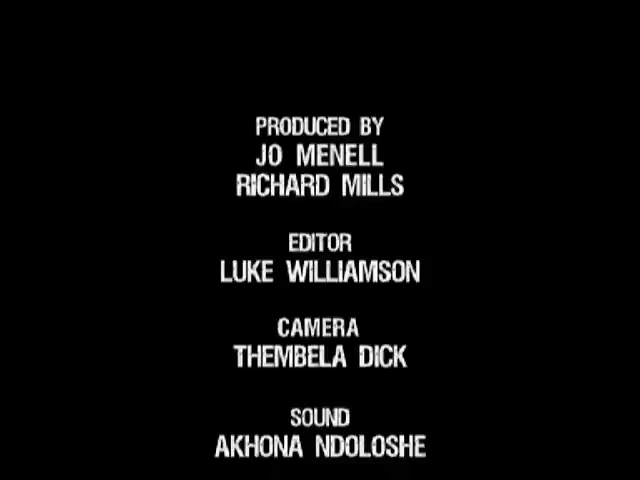 PRODUCED BY
JO MENELL
RICHARD MILLS
EDITOR
LUKE WILLIAMSON
CAMERA
THEMBELA DICK
SOUND
AKHONA NDOLOSHE